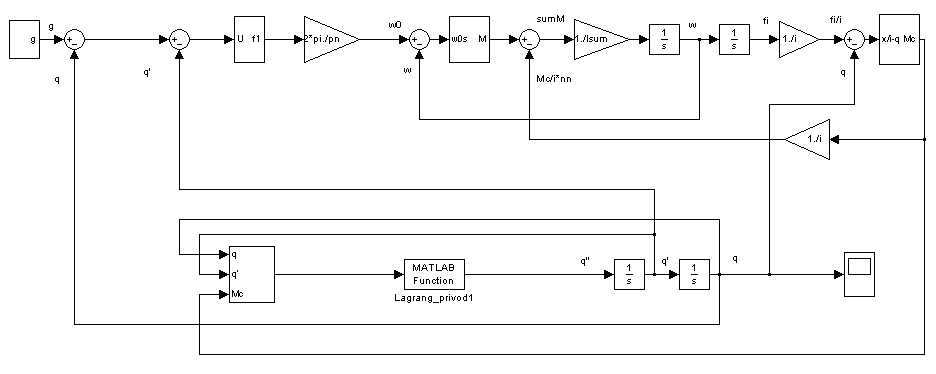 g
g
+
-
q
+
-
q'
U f1
2*pi./pn
w0
+
-
w
w0s M
sumM
+
-
Mc/i*nn
1./Isum
1
s
w
1
s
fi
1./i
fi/i
+
-
q
x/i-q Mc
1./i
q
q'
Mc
MATLAB
Function
Lagrang_privod1
q''
1
s
q'
1
s
q